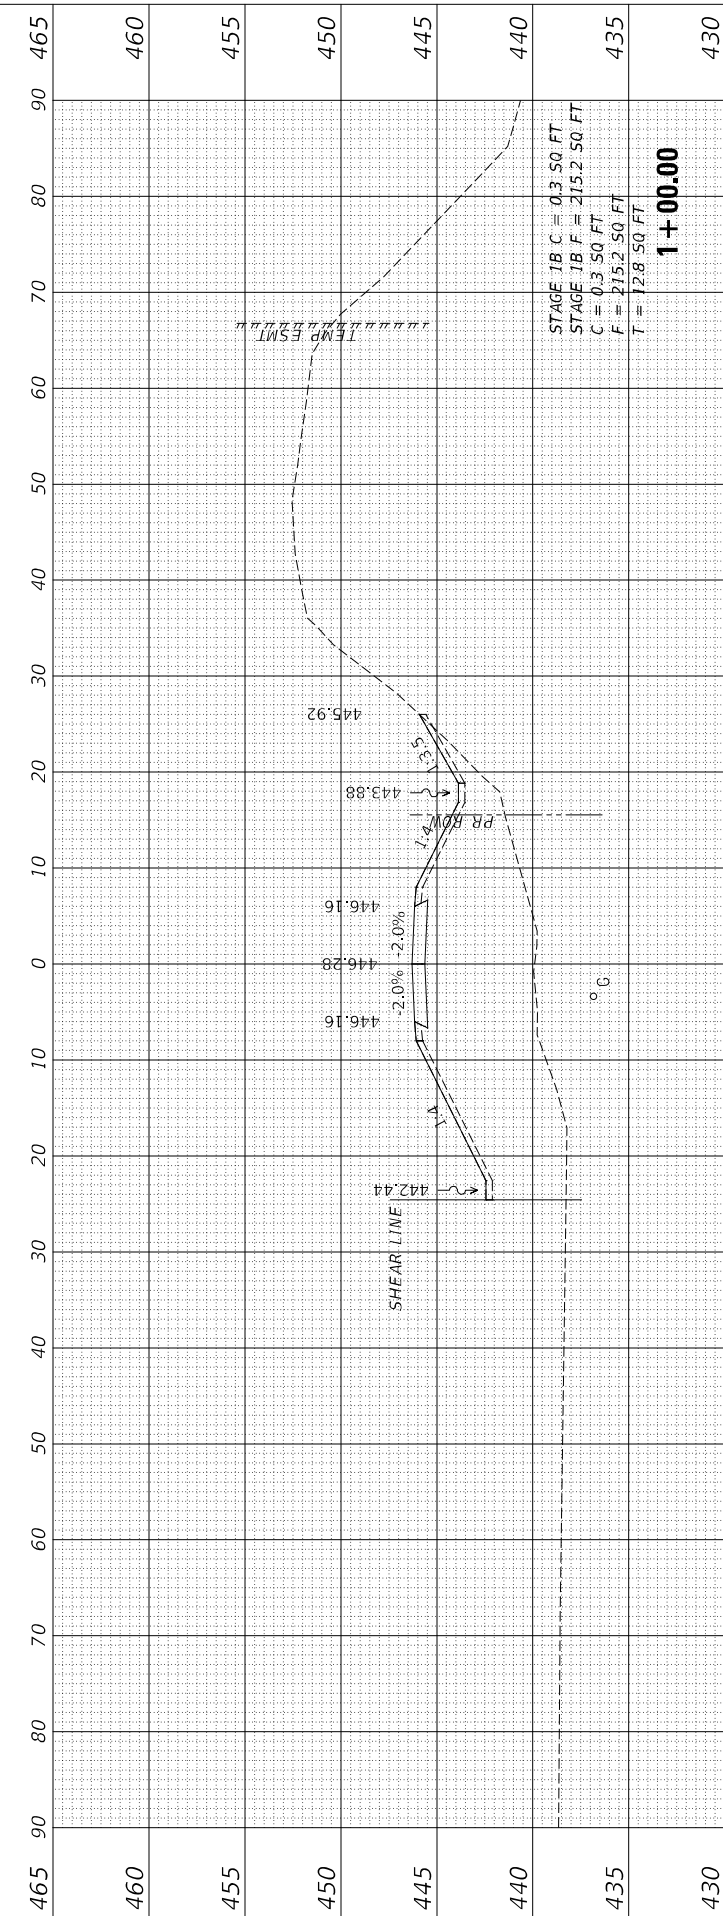 465 460 455 450 445 440 435 430
90
80
70
60
50
40
30
20
10
0
10
20
30
40
50
60
70
80
90
465 460 455 450 445 440 435 430
TEMP ESMT
445.92
1:3.5
443.88
PR ROW
1:4
446.16
-2.0%
446.28
-2.0%
446.16
1:4
442.44
SHEAR LINE
G
STAGE 1B C = 0.3 SQ FT
STAGE 1B F = 215.2 SQ FT
C = 0.3 SQ FT
F = 215.2 SQ FT
T = 12.8 SQ FT
1+00.00